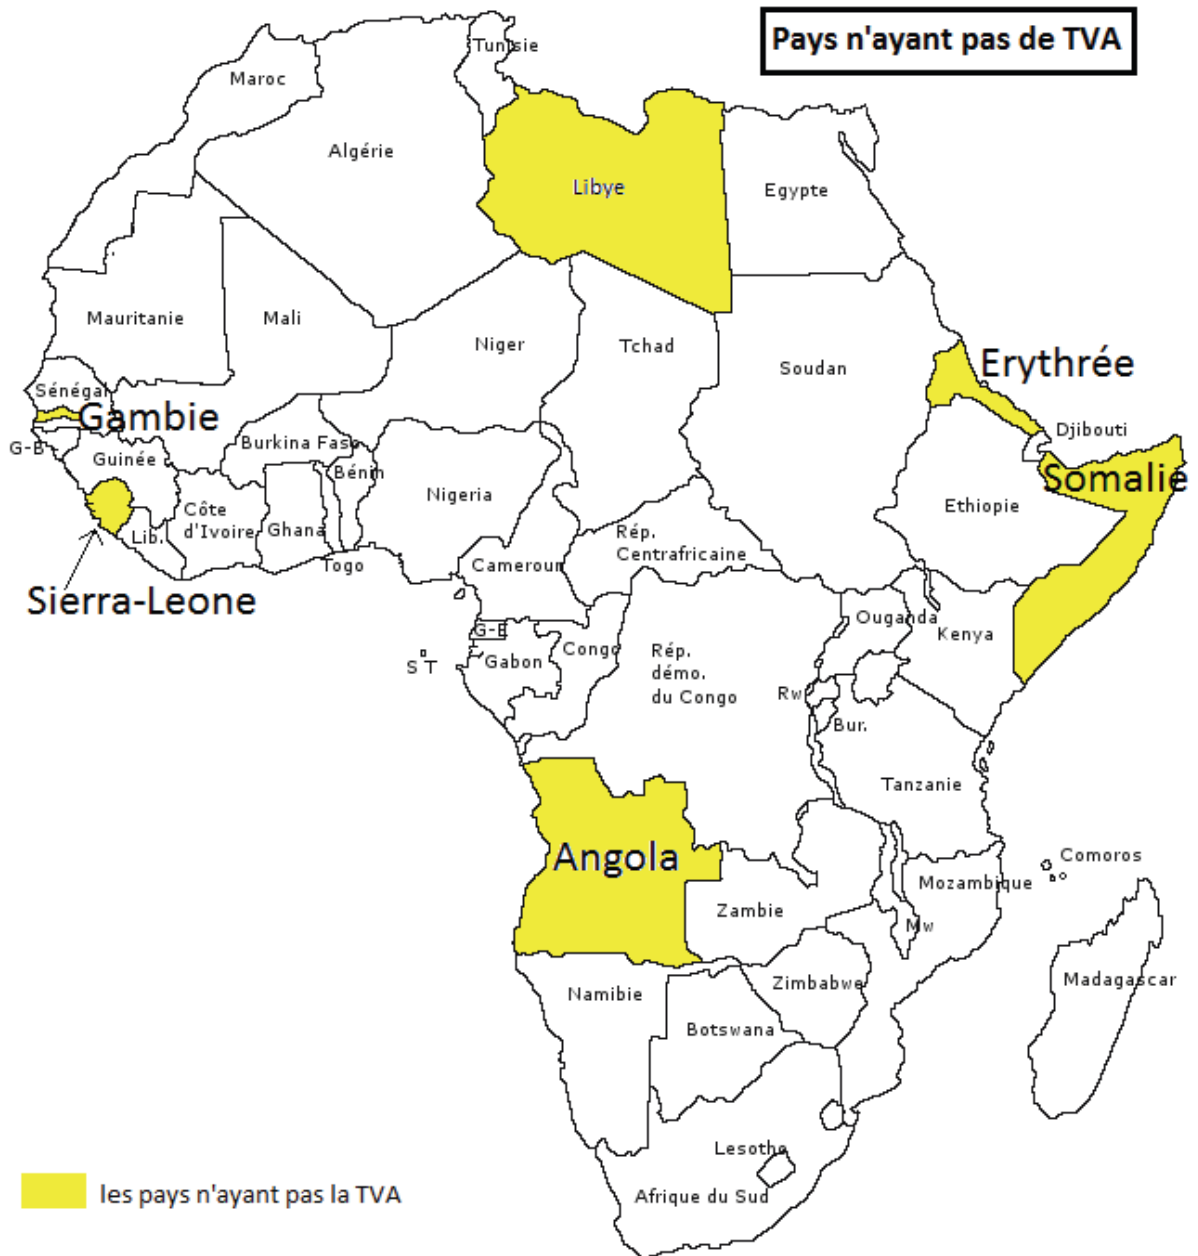 Pays n'ayant pas de TVA
Tunisie
Maroc
Algérie
Libye
Egypte
Mauritanie
Mali
Niger
Tchad
Soudan
Erythrée
Sénégal
Gambie
Djibouti
G-B
Guinée
Burkina Faso
Bénin
Nigeria
Somalie
Ethiopie
Côte
d'Ivoire
Ghana
Lib.
Togo
Rép.
Centrafricaine
Cameroun
Sierra-Leone
G-E
Ouganda
Kenya
S T
Gabon
Congo
Rép.
démo.
du Congo
Rw
Bur.
Tanzanie
Angola
Comoros
Mozambique
Zambie
Mw
Madagascar
Namibie
Zimbabwe
Botswana
Lesotho
Afrique du Sud
les pays n'ayant pas la TVA